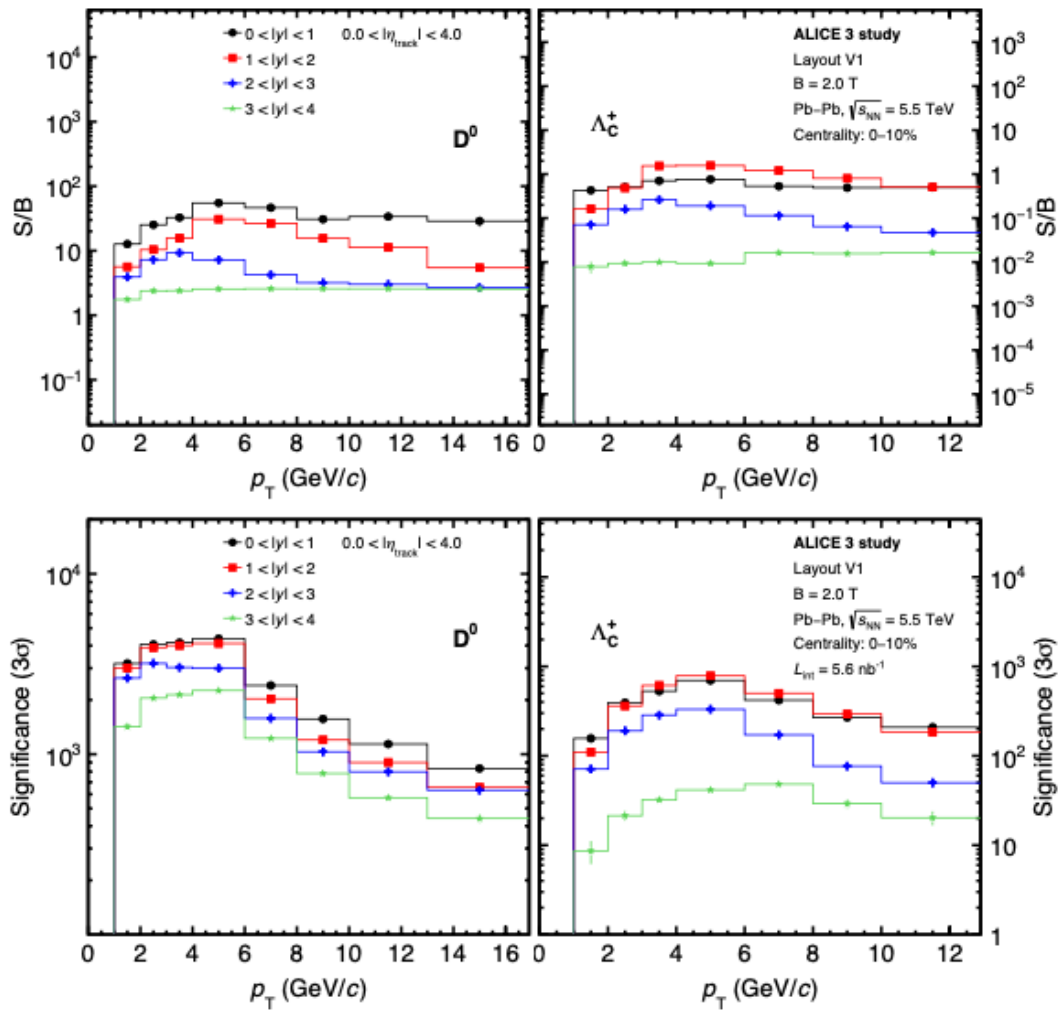 0 < |y| < 1 0.0 < |η_track| < 4.0
1 < |y| < 2
2 < |y| < 3
3 < |y| < 4
D⁰
S/B
10⁴
10³
10²
10
1
10⁻¹
0 2 4 6 8 10 12 14 16
p_T (GeV/c)
ALICE 3 study
Layout V1
B = 2.0 T
Pb–Pb, √s_NN = 5.5 TeV
Centrality: 0–10%
Λ_c⁺
S/B
10³
10²
10
1
10⁻¹
10⁻²
10⁻³
10⁻⁴
10⁻⁵
0 2 4 6 8 10 12
p_T (GeV/c)
0 < |y| < 1 0.0 < |η_track| < 4.0
1 < |y| < 2
2 < |y| < 3
3 < |y| < 4
D⁰
Significance (3σ)
10⁴
10³
0 2 4 6 8 10 12 14 16
p_T (GeV/c)
ALICE 3 study
Layout V1
B = 2.0 T
Pb–Pb, √s_NN = 5.5 TeV
Centrality: 0–10%
L_int = 5.6 nb⁻¹
Λ_c⁺
Significance (3σ)
10⁴
10³
10²
10
1
0 2 4 6 8 10 12
p_T (GeV/c)